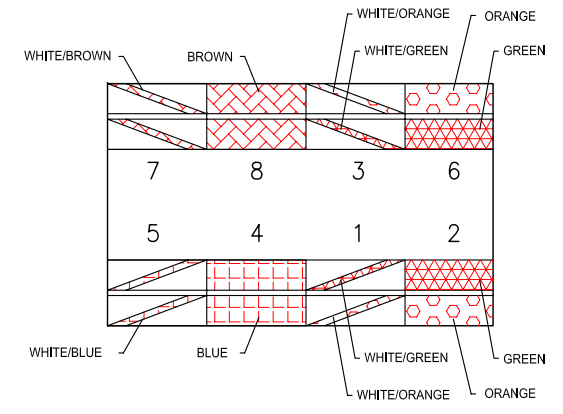 WHITE/ORANGE
ORANGE
WHITE/BROWN
BROWN
WHITE/GREEN
GREEN
7 8 3 6
5 4 1 2
WHITE/BLUE
BLUE
WHITE/GREEN
GREEN
WHITE/ORANGE
ORANGE